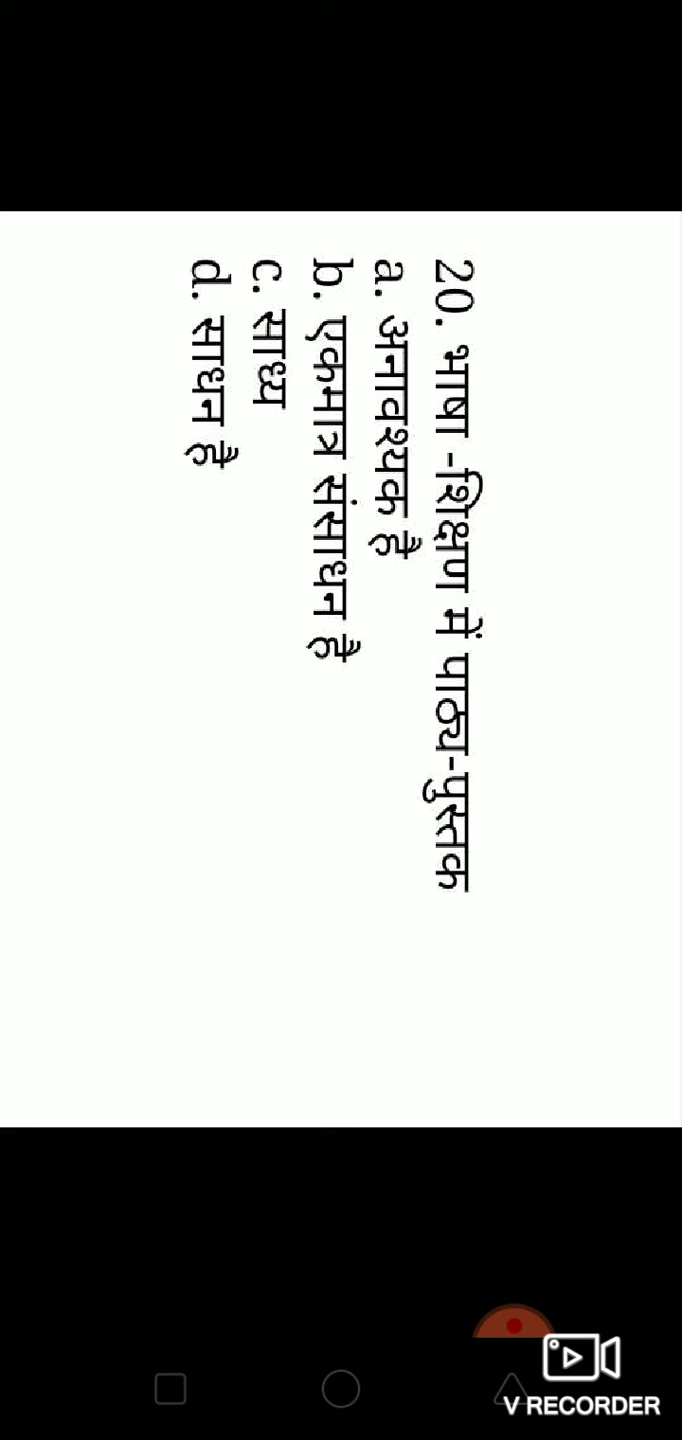 20. भाषा -शिक्षण में पाठ्य-पुस्तक
a. अनावश्यक है
b. एकमात्र संसाधन है
c. साध्य
d. साधन है
V RECORDER